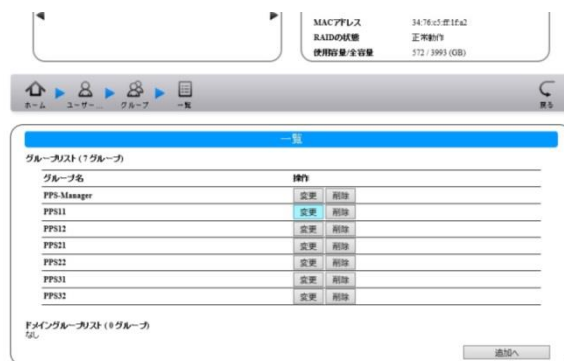 MACアドレス 34:76:c5:ff:1f:a2
RAIDの状態 正常動作
使用容量/全容量 572 / 3993 (GB)
ホーム ユーザー... グループ 一覧 戻る
一覧
グループリスト ( 7 グループ)
グループ名 操作
PPS-Manager 変更 削除
PPS11 変更 削除
PPS12 変更 削除
PPS21 変更 削除
PPS22 変更 削除
PPS31 変更 削除
PPS32 変更 削除
ドメイングループリスト ( 0 グループ)
なし
追加へ